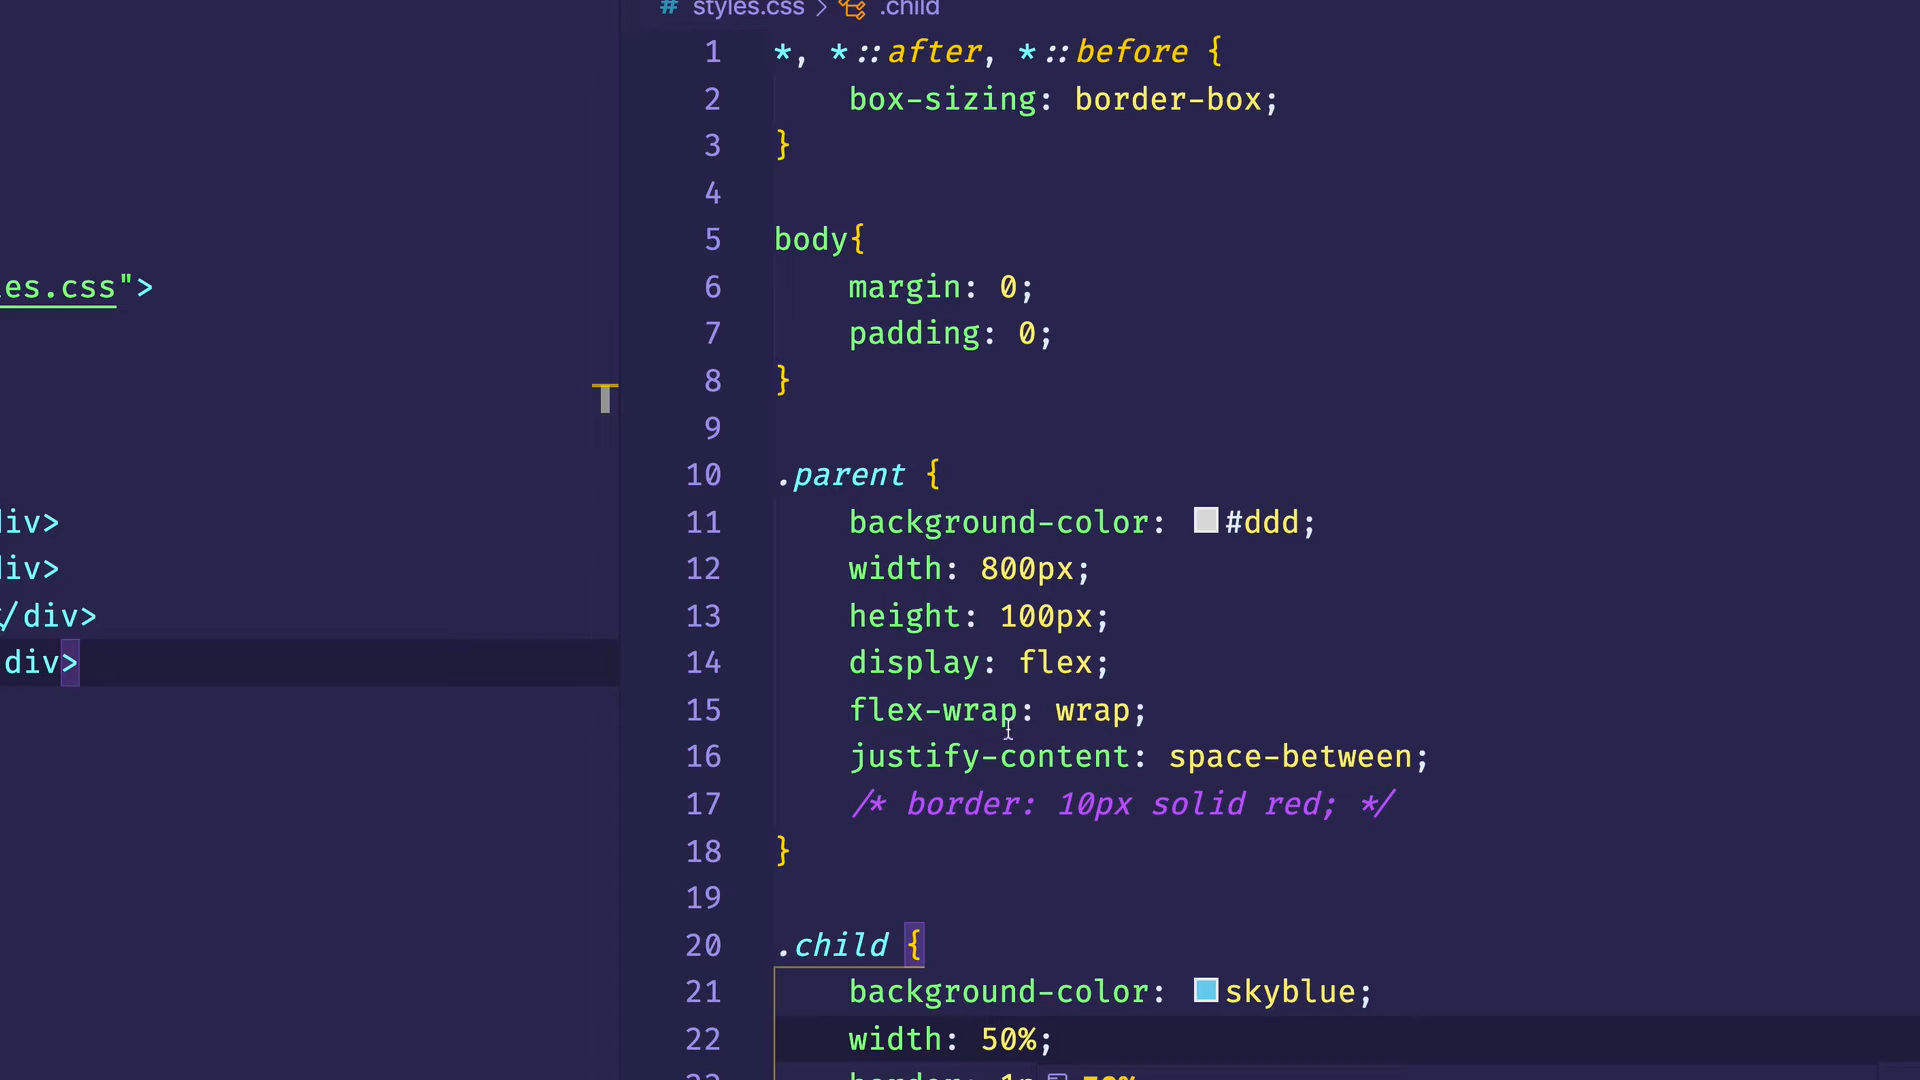 # styles.css > .child
1 *, *::after, *::before {
2 box-sizing: border-box;
3 }
4
5 body{
es.css">
6 margin: 0;
7 padding: 0;
8 }
9
10 .parent {
div>
11 background-color: #ddd;
div>
12 width: 800px;
</div>
13 height: 100px;
div>
14 display: flex;
15 flex-wrap: wrap;
16 justify-content: space-between;
17 /* border: 10px solid red; */
18 }
19
20 .child {
21 background-color: skyblue;
22 width: 50%;